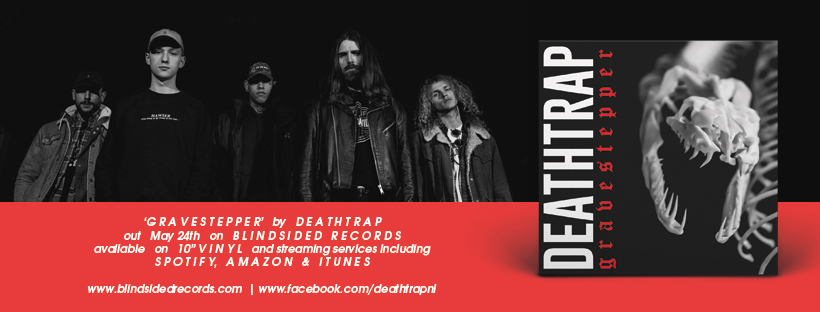 'GRAVESTEPPER' by DEATHTRAP
out May 24th on BLINDSIDED RECORDS
available on 10" VINYL and streaming services including
SPOTIFY, AMAZON & ITUNES
www.blindsidedrecords.com | www.facebook.com/deathtrapnl
DEATHTRAP
gravestepper